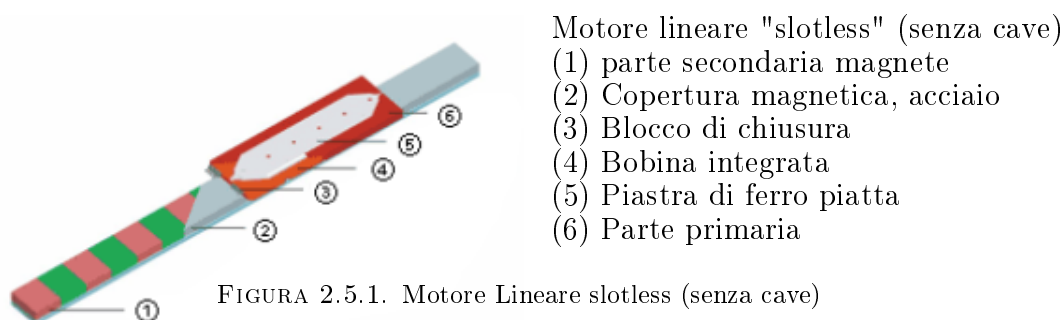 Motore lineare "slotless" (senza cave)
(1) parte secondaria magnete
(2) Copertura magnetica, acciaio
(3) Blocco di chiusura
(4) Bobina integrata
(5) Piastra di ferro piatta
(6) Parte primaria
6
5
4
3
2
1
FIGURA 2.5.1. Motore Lineare slotless (senza cave)